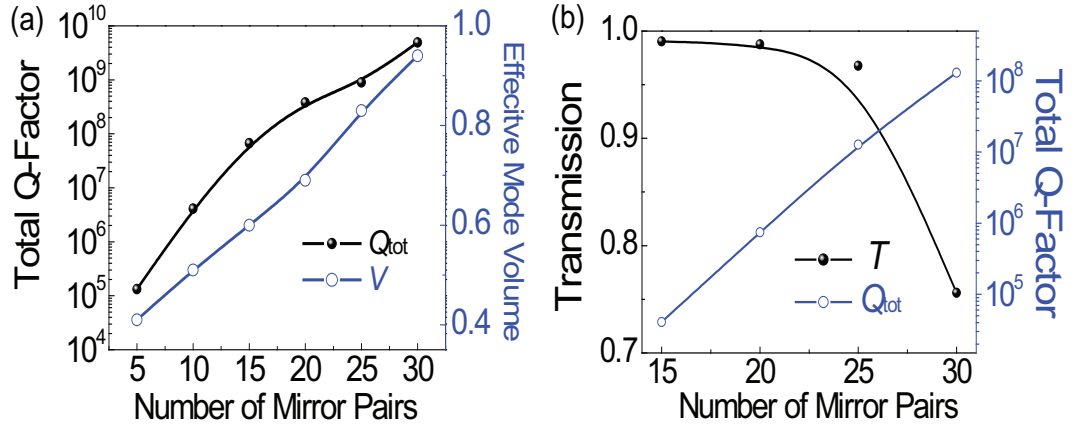 (a)
10^10
10^9
10^8
10^7
10^6
10^5
10^4
Total Q-Factor
1.0
0.8
0.6
0.4
Effecitve Mode Volume
Qtot
V
5 10 15 20 25 30
Number of Mirror Pairs
(b)
1.0
0.9
0.8
0.7
Transmission
10^8
10^7
10^6
10^5
Total Q-Factor
T
Qtot
15 20 25 30
Number of Mirror Pairs